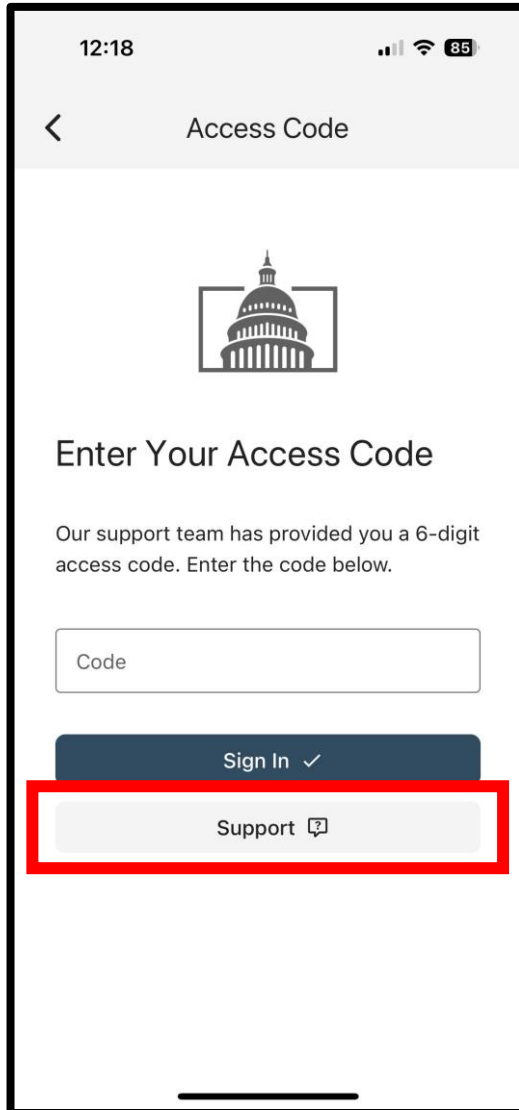 12:18
85
Access Code
Enter Your Access Code
Our support team has provided you a 6-digit
access code. Enter the code below.
Code
Sign In
Support ?